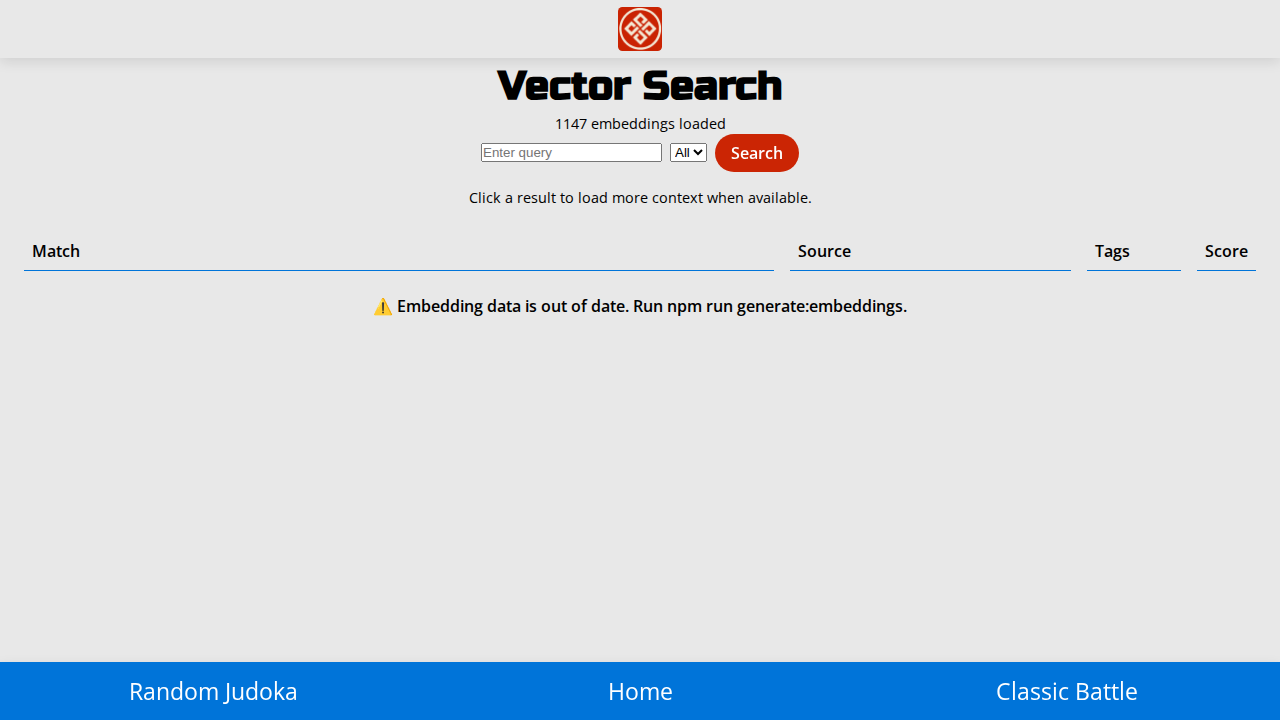 Vector Search
1147 embeddings loaded
Enter query All Search
Click a result to load more context when available.
Match Source Tags Score
⚠️ Embedding data is out of date. Run npm run generate:embeddings.
Random Judoka Home Classic Battle